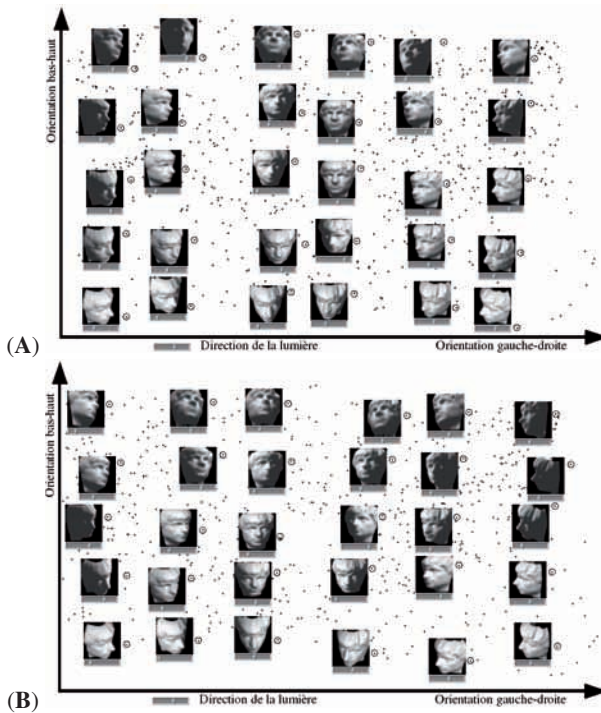 Orientation bas-haut
(A)
Direction de la lumière
Orientation gauche-droite
Orientation bas-haut
(B)
Direction de la lumière
Orientation gauche-droite